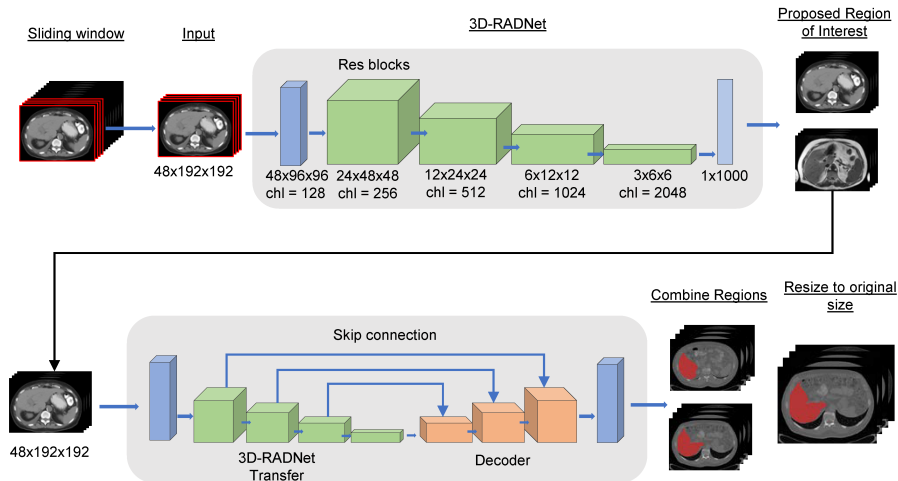 Sliding window
Input
3D-RADNet
Proposed Region
of Interest
Res blocks
48x192x192
48x96x96
chl = 128
24x48x48
chl = 256
12x24x24
chl = 512
6x12x12
chl = 1024
3x6x6
chl = 2048
1x1000
Combine Regions
Resize to original
size
Skip connection
48x192x192
3D-RADNet
Transfer
Decoder